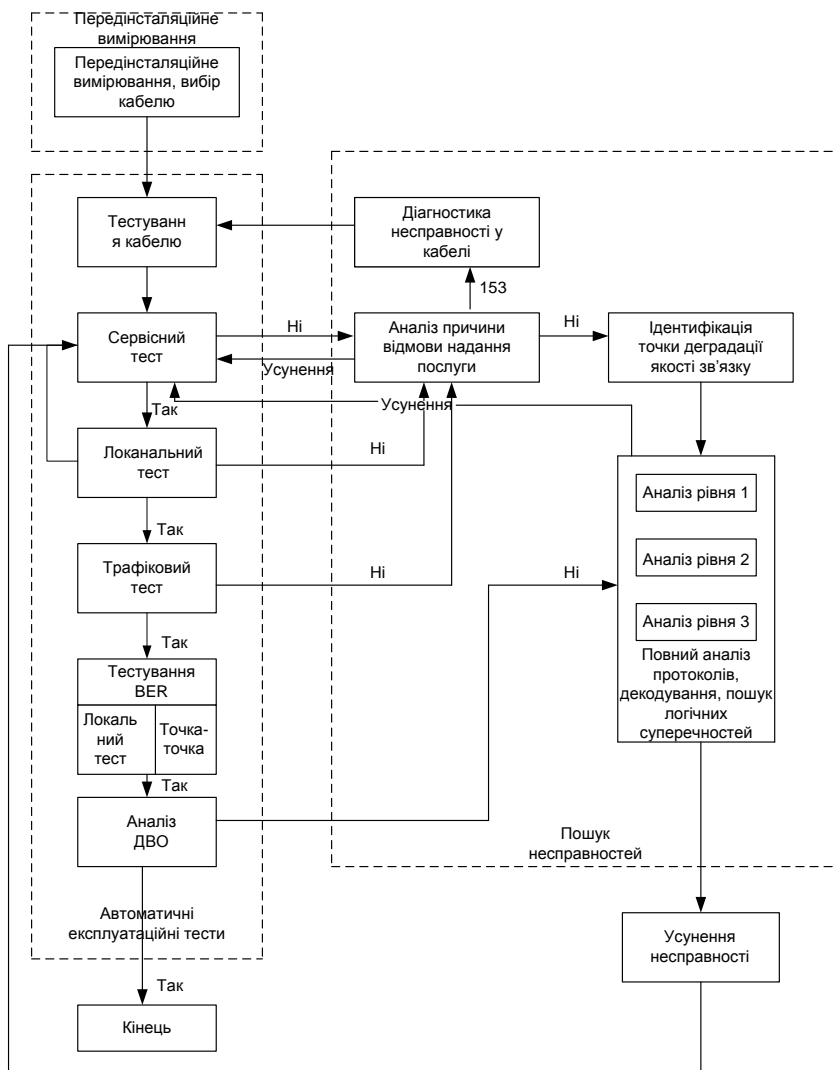 Передінсталяційне
вимірювання
Передінсталяційне
вимірювання, вибір
кабелю
Тестуванн
я кабелю
Діагностика
несправності у
кабелі
153
Сервісний
тест
Ні
Усунення
Аналіз причини
відмови надання
послуги
Ні
Ідентифікація
точки деградації
якості зв’язку
Так
Усунення
Локанальний
тест
Ні
Аналіз рівня 1
Так
Аналіз рівня 2
Трафіковий
тест
Ні
Ні
Аналіз рівня 3
Так
Повний аналіз
протоколів,
декодування, пошук
логічних
суперечностей
Тестування
BER
Локаль
ний
тест
Точка-
точка
Так
Аналіз
ДВО
Пошук
несправностей
Автоматичні
експлуатаційні тести
Усунення
несправності
Так
Кінець